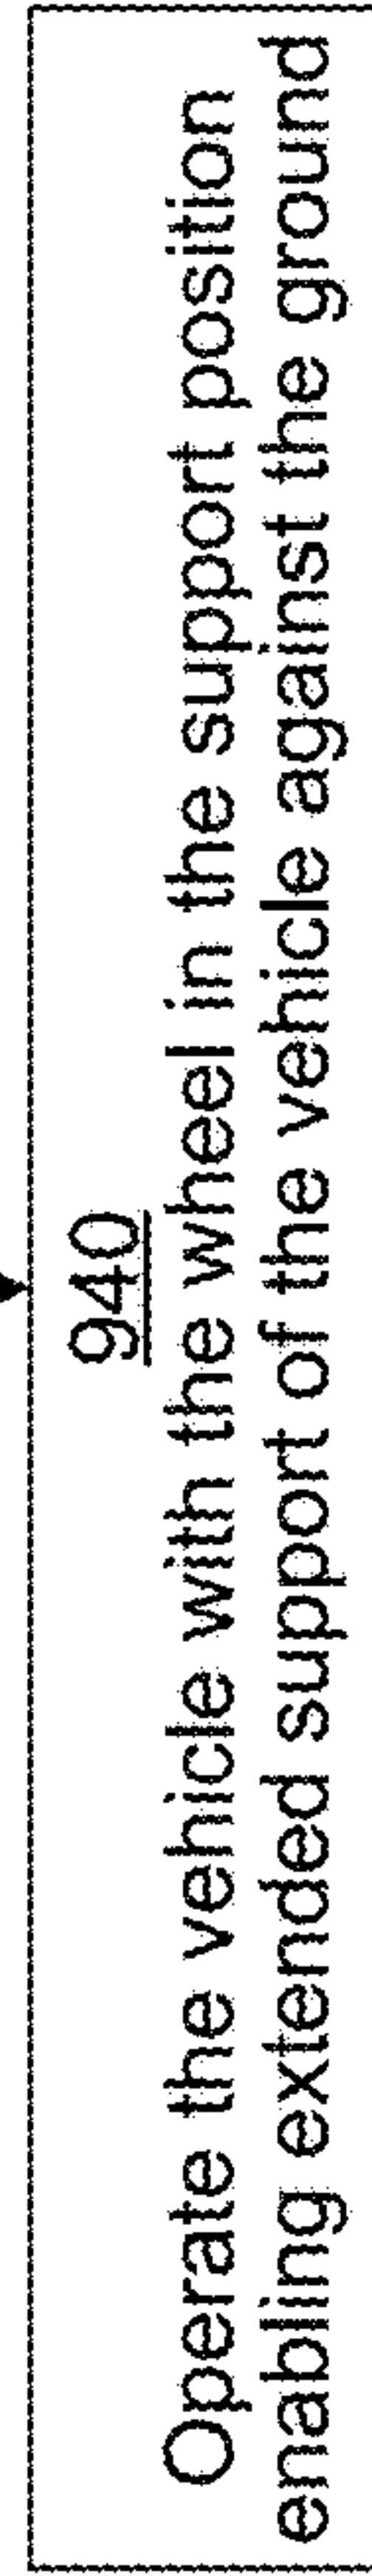 940
Operate the vehicle with the wheel in the support position
enabling extended support of the vehicle against the ground